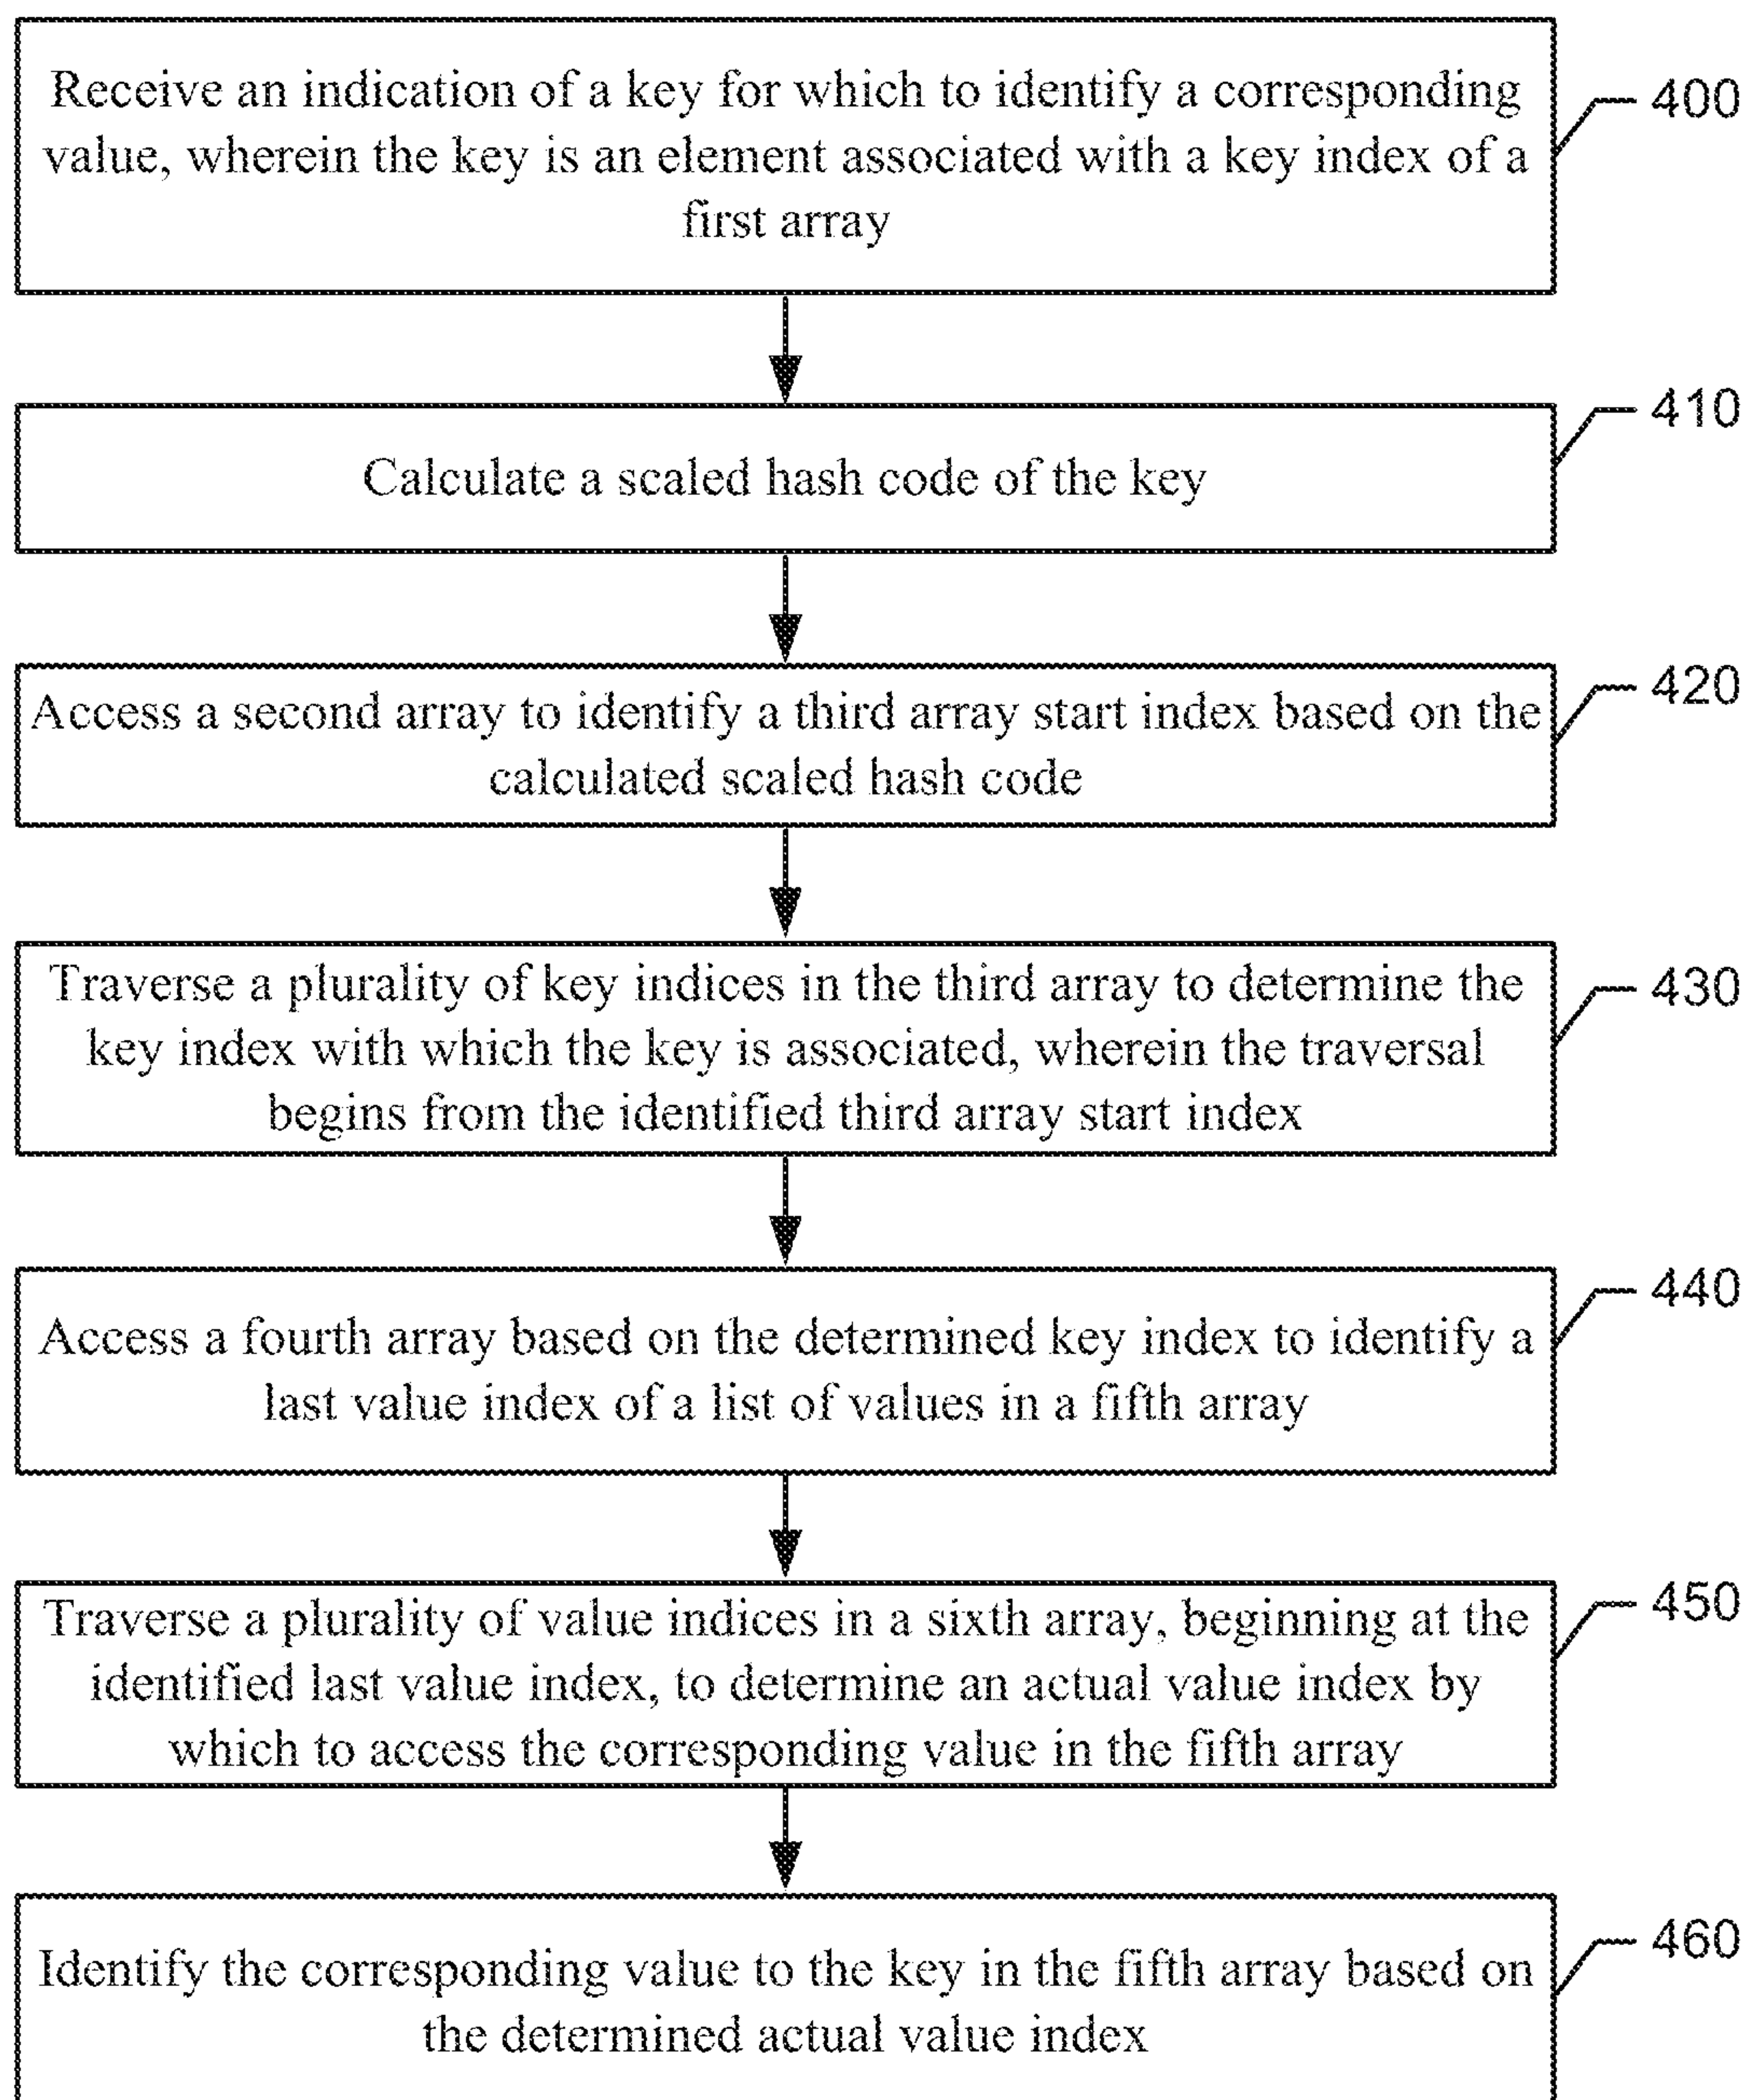 Receive an indication of a key for which to identify a corresponding
value, wherein the key is an element associated with a key index of a
first array
400
Calculate a scaled hash code of the key
410
Access a second array to identify a third array start index based on the
calculated scaled hash code
420
Traverse a plurality of key indices in the third array to determine the
key index with which the key is associated, wherein the traversal
begins from the identified third array start index
430
Access a fourth array based on the determined key index to identify a
last value index of a list of values in a fifth array
440
Traverse a plurality of value indices in a sixth array, beginning at the
identified last value index, to determine an actual value index by
which to access the corresponding value in the fifth array
450
Identify the corresponding value to the key in the fifth array based on
the determined actual value index
460